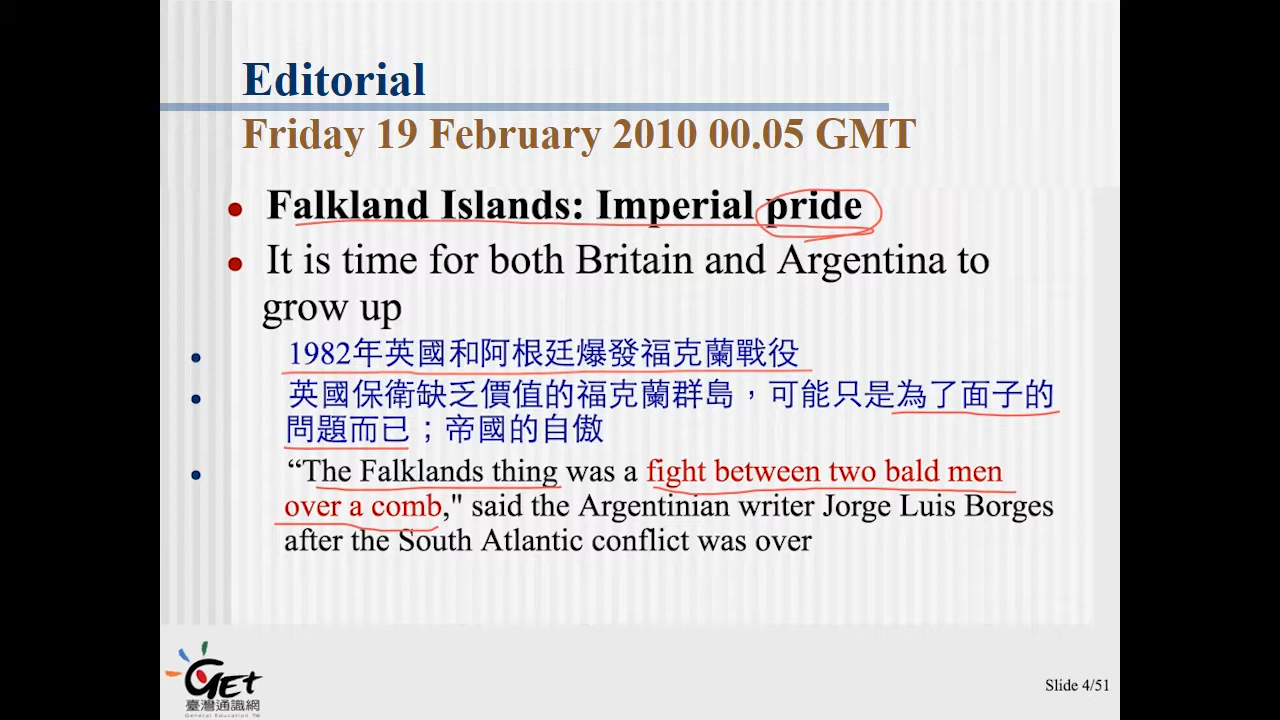 Editorial
Friday 19 February 2010 00.05 GMT
Falkland Islands: Imperial pride
It is time for both Britain and Argentina to
grow up
1982年英國和阿根廷爆發福克蘭戰役
英國保衛缺乏價值的福克蘭群島，可能只是為了面子的
問題而已；帝國的自傲
“The Falklands thing was a fight between two bald men
over a comb," said the Argentinian writer Jorge Luis Borges
after the South Atlantic conflict was over
GET
臺灣通識網
General Education TW
Slide 4/51